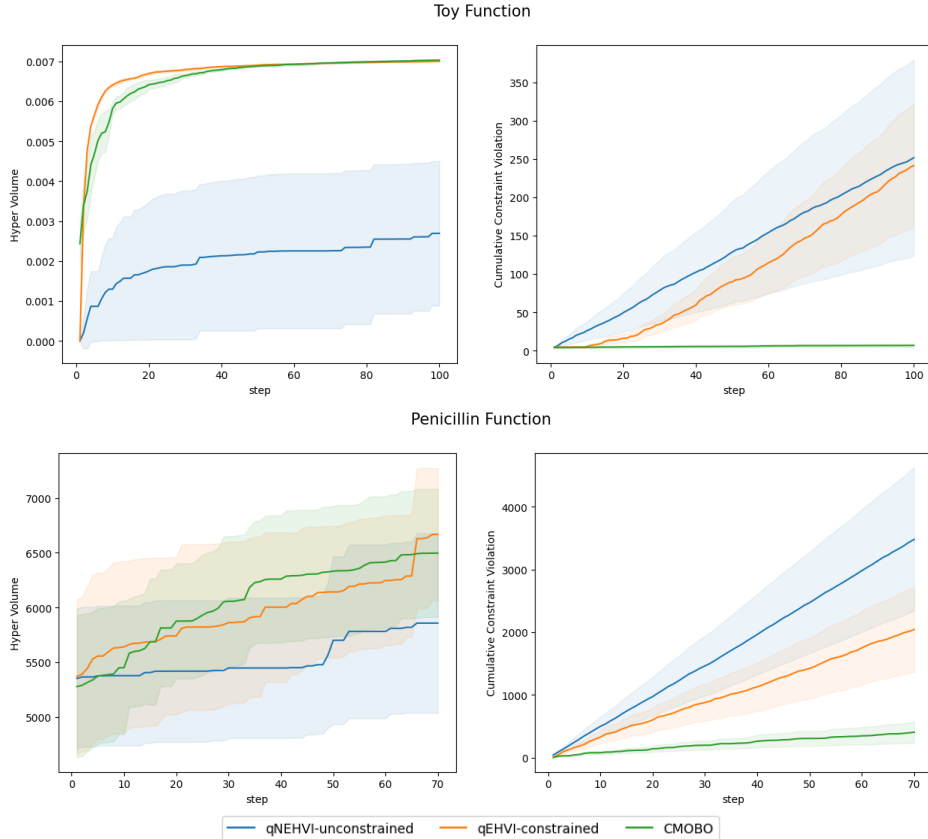 Toy Function
0.007
0.006
0.005
0.004
0.003
0.002
0.001
0.000
Hyper Volume
0 20 40 60 80 100
step
350
300
250
200
150
100
50
0
Cumulative Constraint Violation
0 20 40 60 80 100
step
Penicillin Function
7000
6500
6000
5500
5000
Hyper Volume
0 10 20 30 40 50 60 70
step
4000
3000
2000
1000
0
Cumulative Constraint Violation
0 10 20 30 40 50 60 70
step
qNEHVI-unconstrained qEHVI-constrained CMOBO